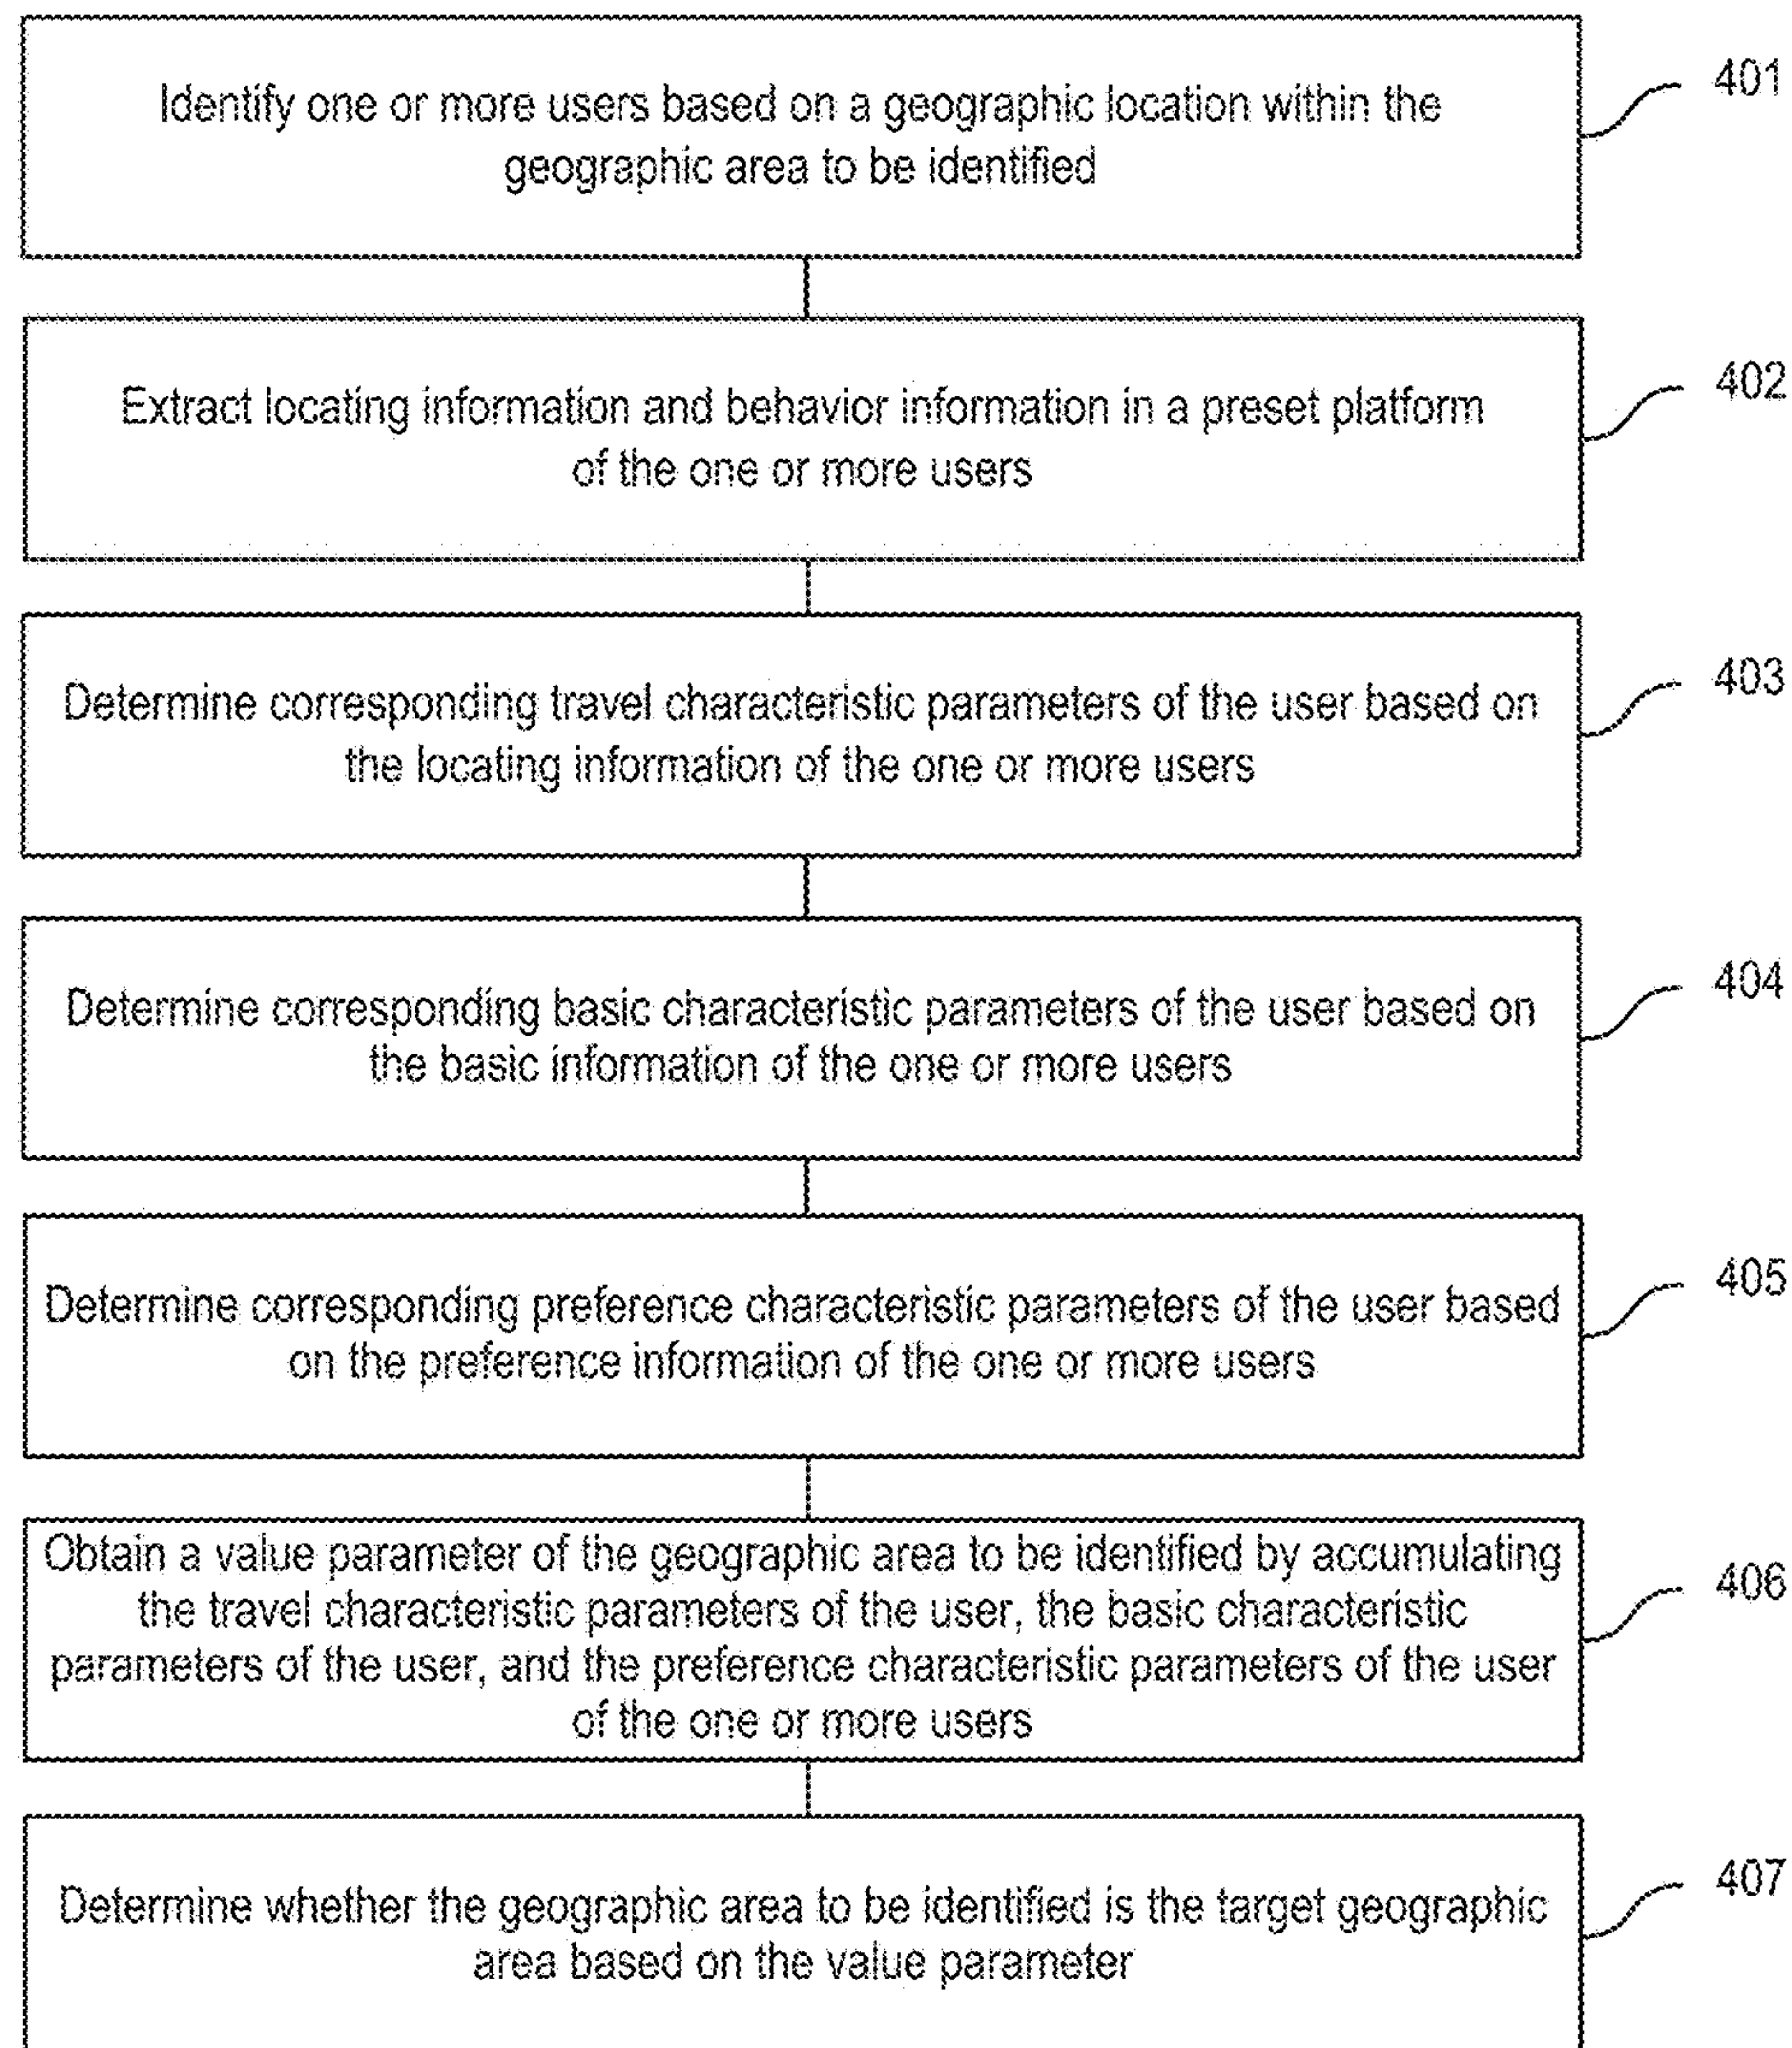 Identify one or more users based on a geographic location within the
geographic area to be identified
401
Extract locating information and behavior information in a preset platform
of the one or more users
402
Determine corresponding travel characteristic parameters of the user based on
the locating information of the one or more users
403
Determine corresponding basic characteristic parameters of the user based on
the basic information of the one or more users
404
Determine corresponding preference characteristic parameters of the user based
on the preference information of the one or more users
405
Obtain a value parameter of the geographic area to be identified by accumulating
the travel characteristic parameters of the user, the basic characteristic
parameters of the user, and the preference characteristic parameters of the user
of the one or more users
406
Determine whether the geographic area to be identified is the target geographic
area based on the value parameter
407